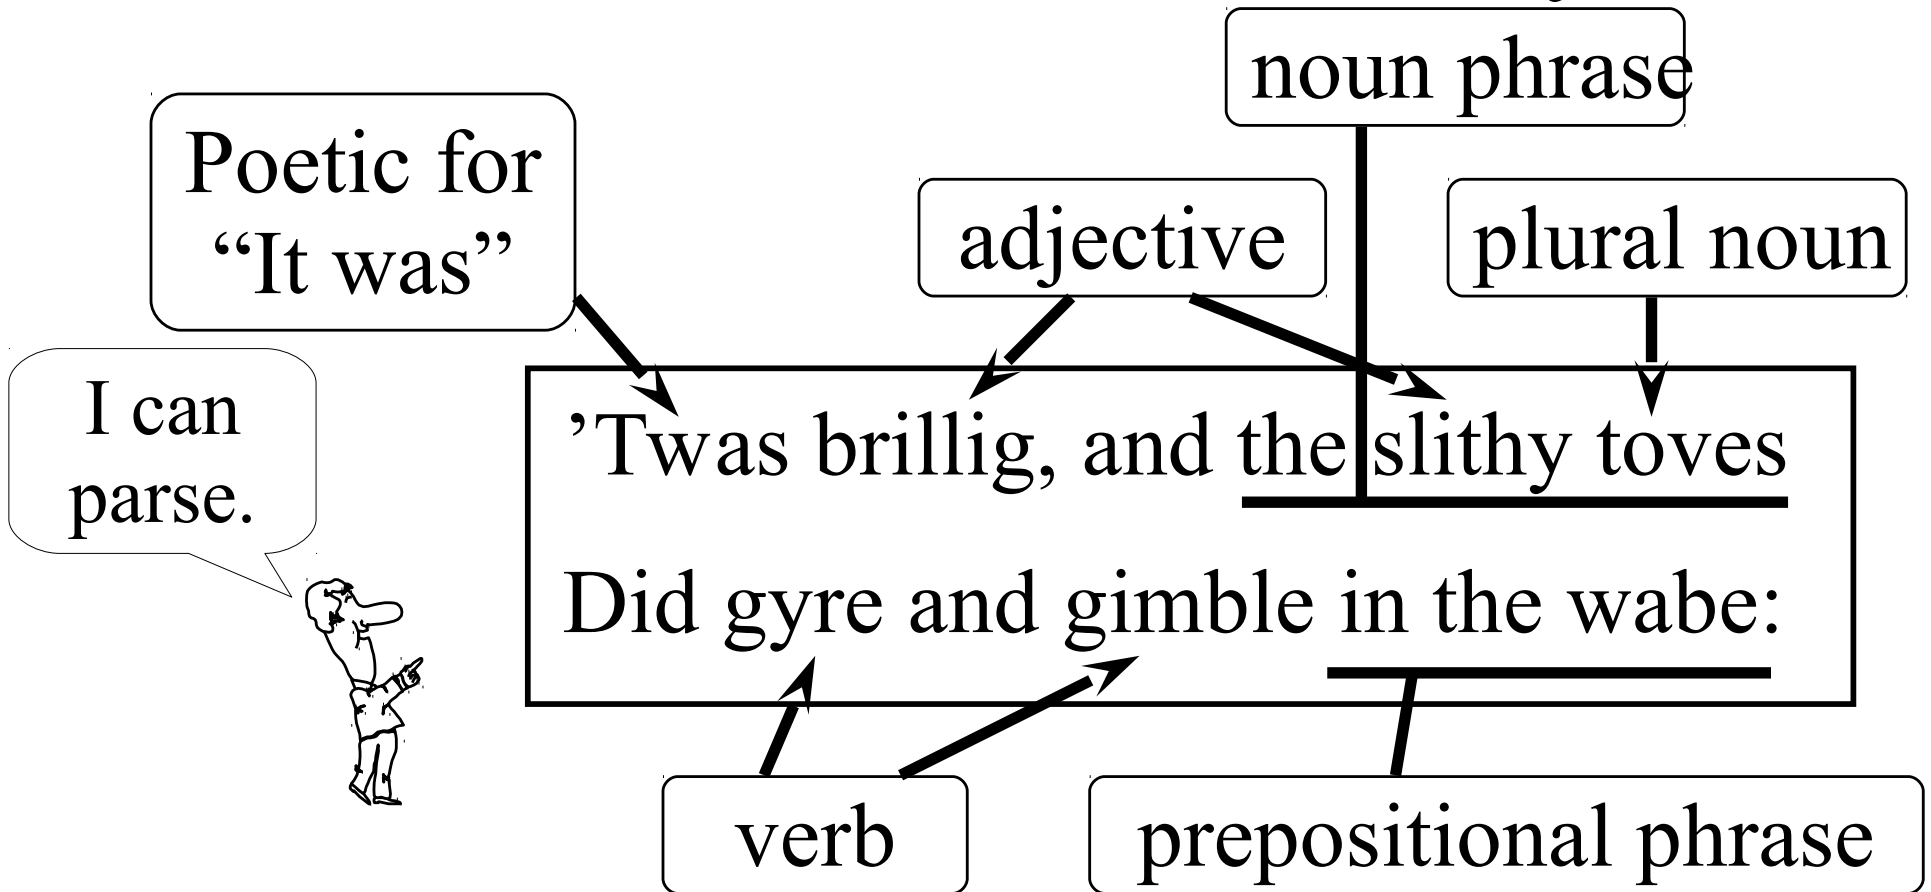 noun phrase
Poetic for
“It was”
adjective
plural noun
I can
parse.
’Twas brillig, and the slithy toves
Did gyre and gimble in the wabe:
verb
prepositional phrase